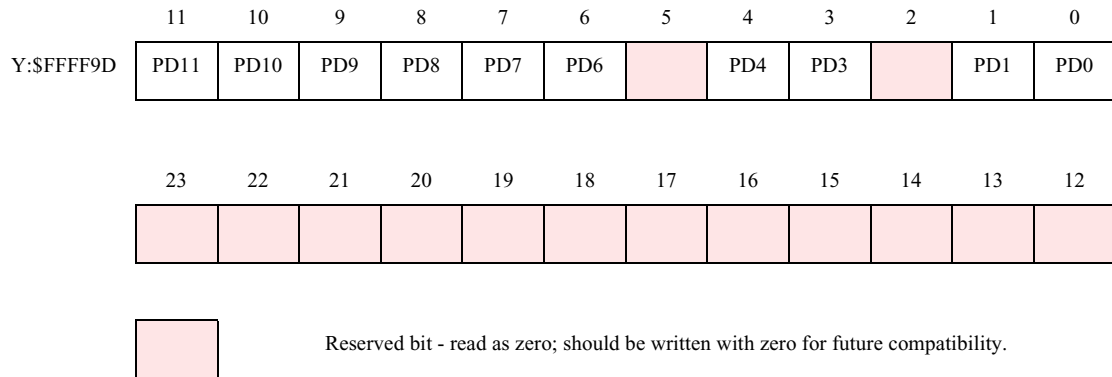 11 10 9 8 7 6 5 4 3 2 1 0
Y:$FFFF9D PD11 PD10 PD9 PD8 PD7 PD6 PD4 PD3 PD1 PD0
23 22 21 20 19 18 17 16 15 14 13 12
Reserved bit - read as zero; should be written with zero for future compatibility.